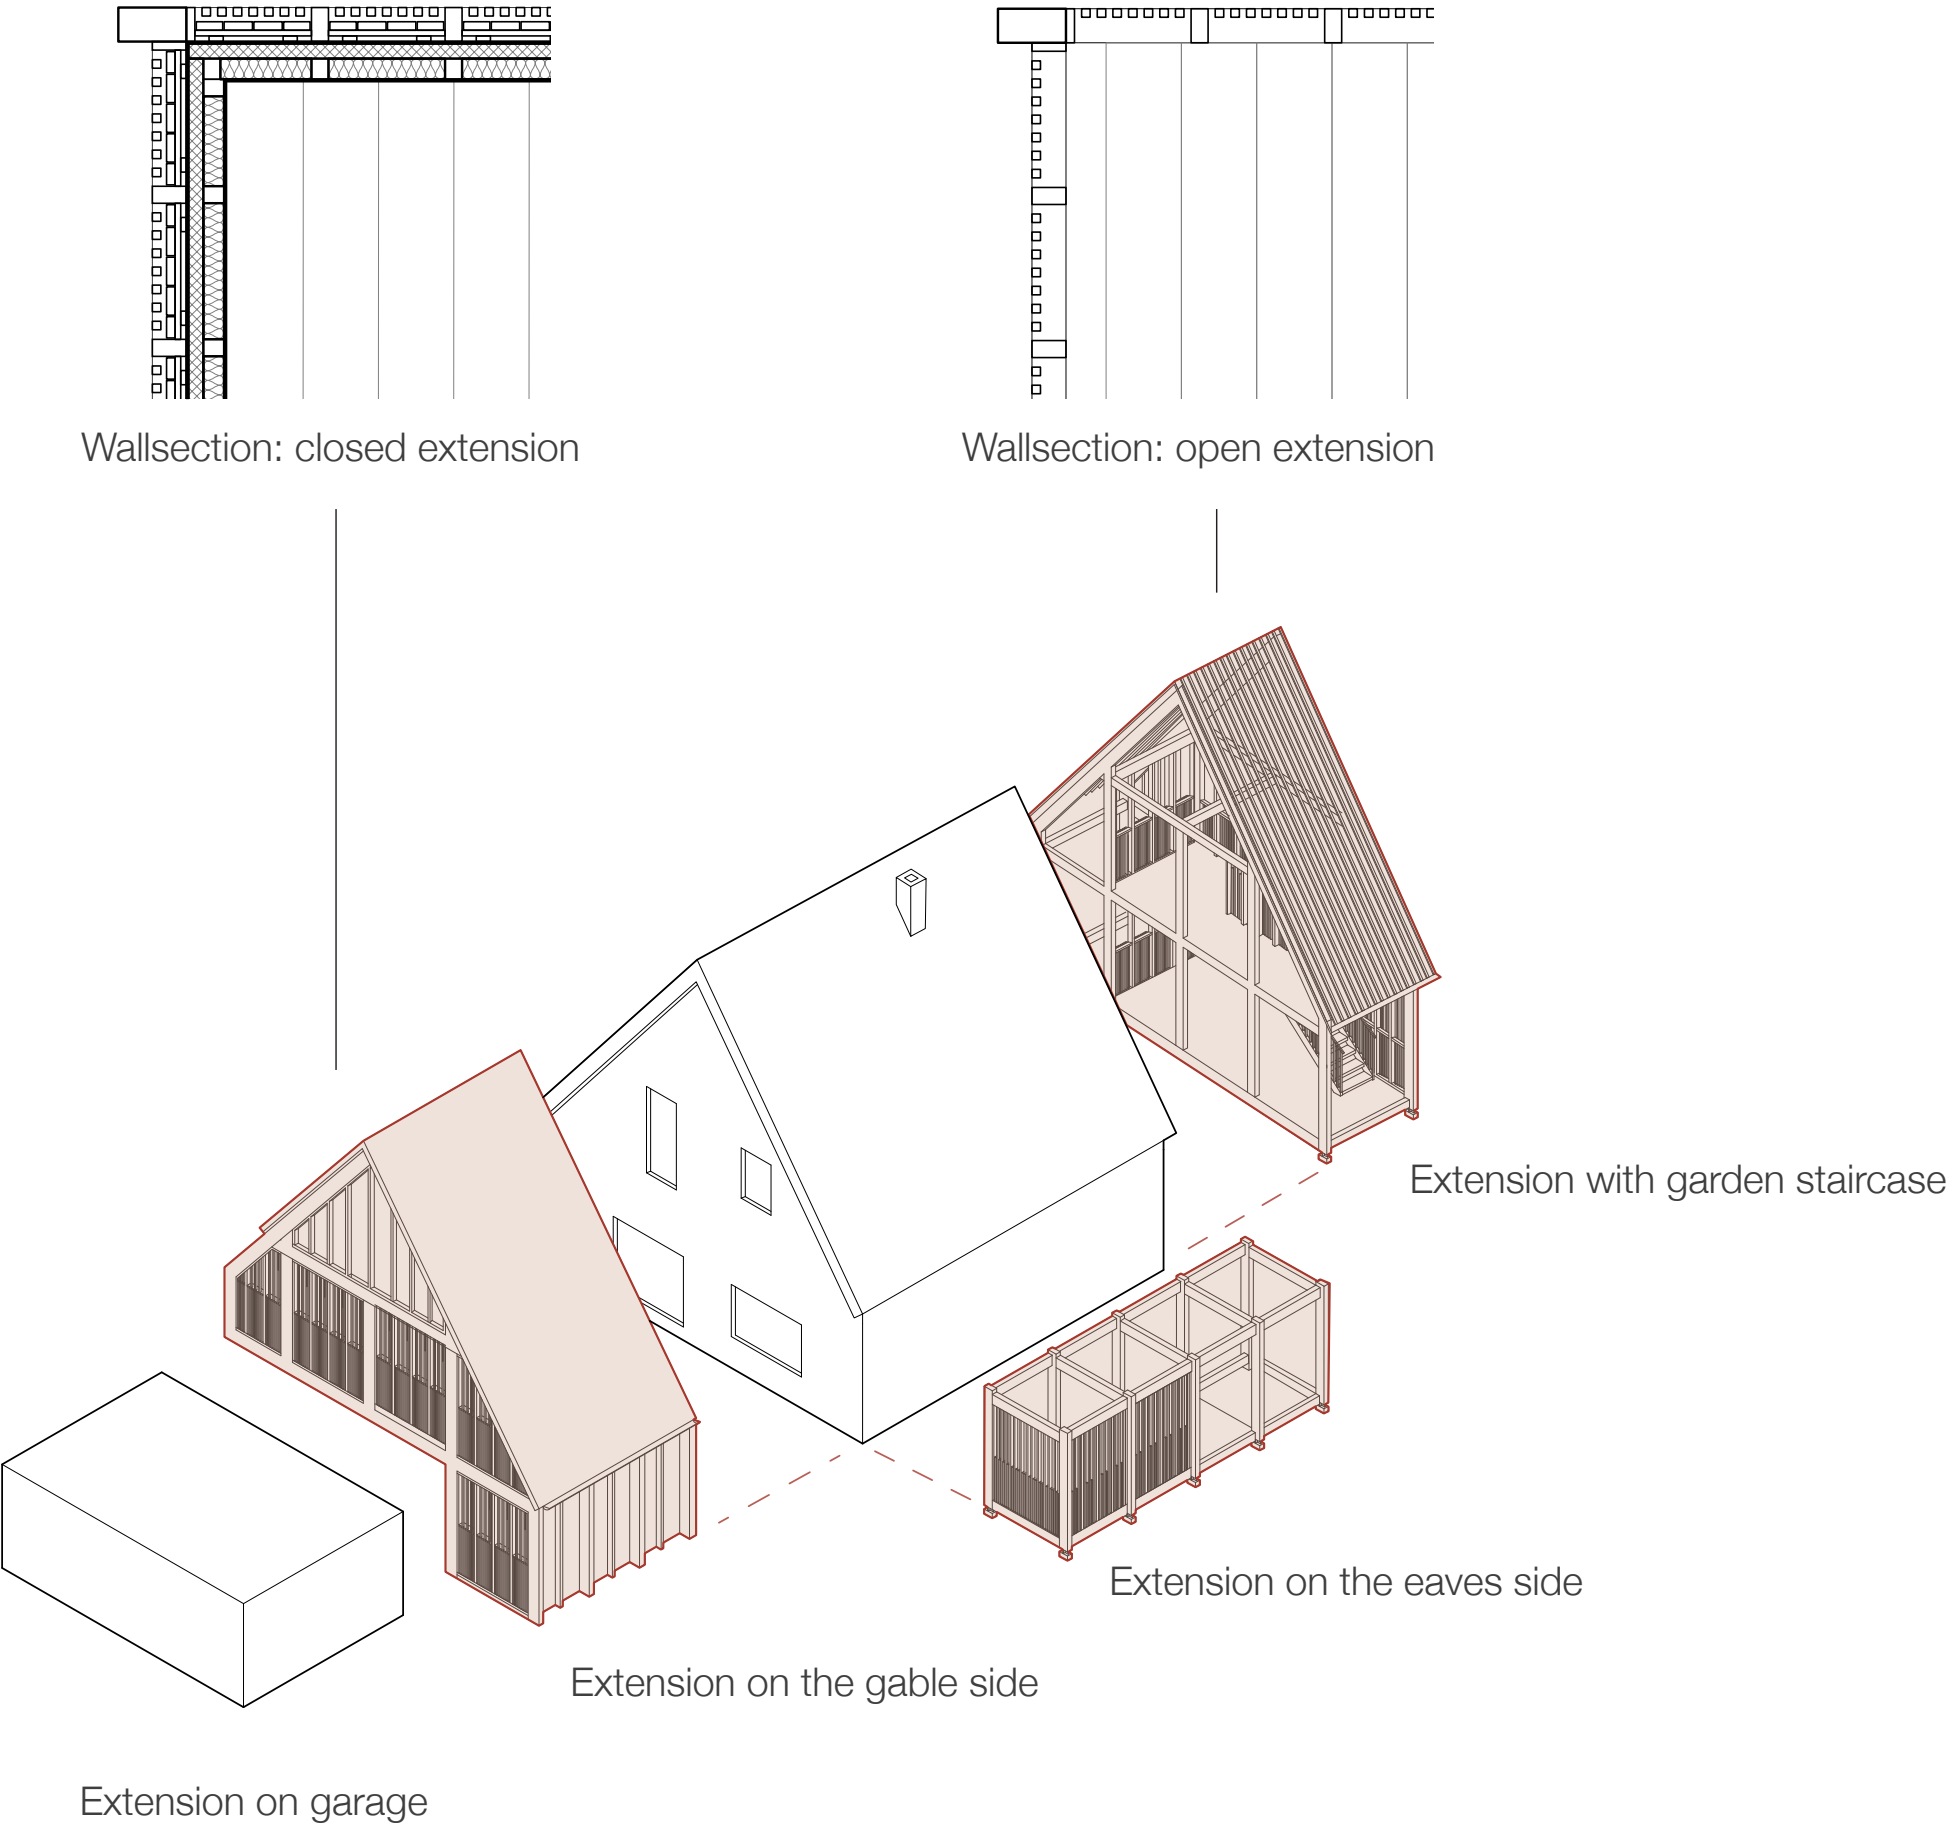 Wallsection: closed extension
Wallsection: open extension
Extension with garden staircase
Extension on the eaves side
Extension on the gable side
Extension on garage